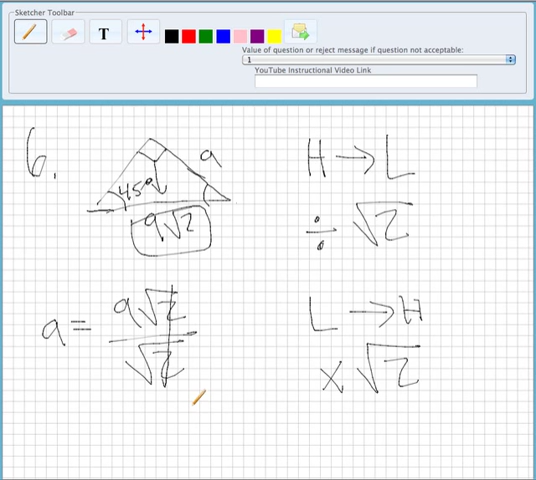 Sketcher Toolbar
T
Value of question or reject message if question not acceptable:
1
YouTube Instructional Video Link
6.
a
45°
9√2
H → L
÷ √2
a = 9√2 / √2
L → H
x √2